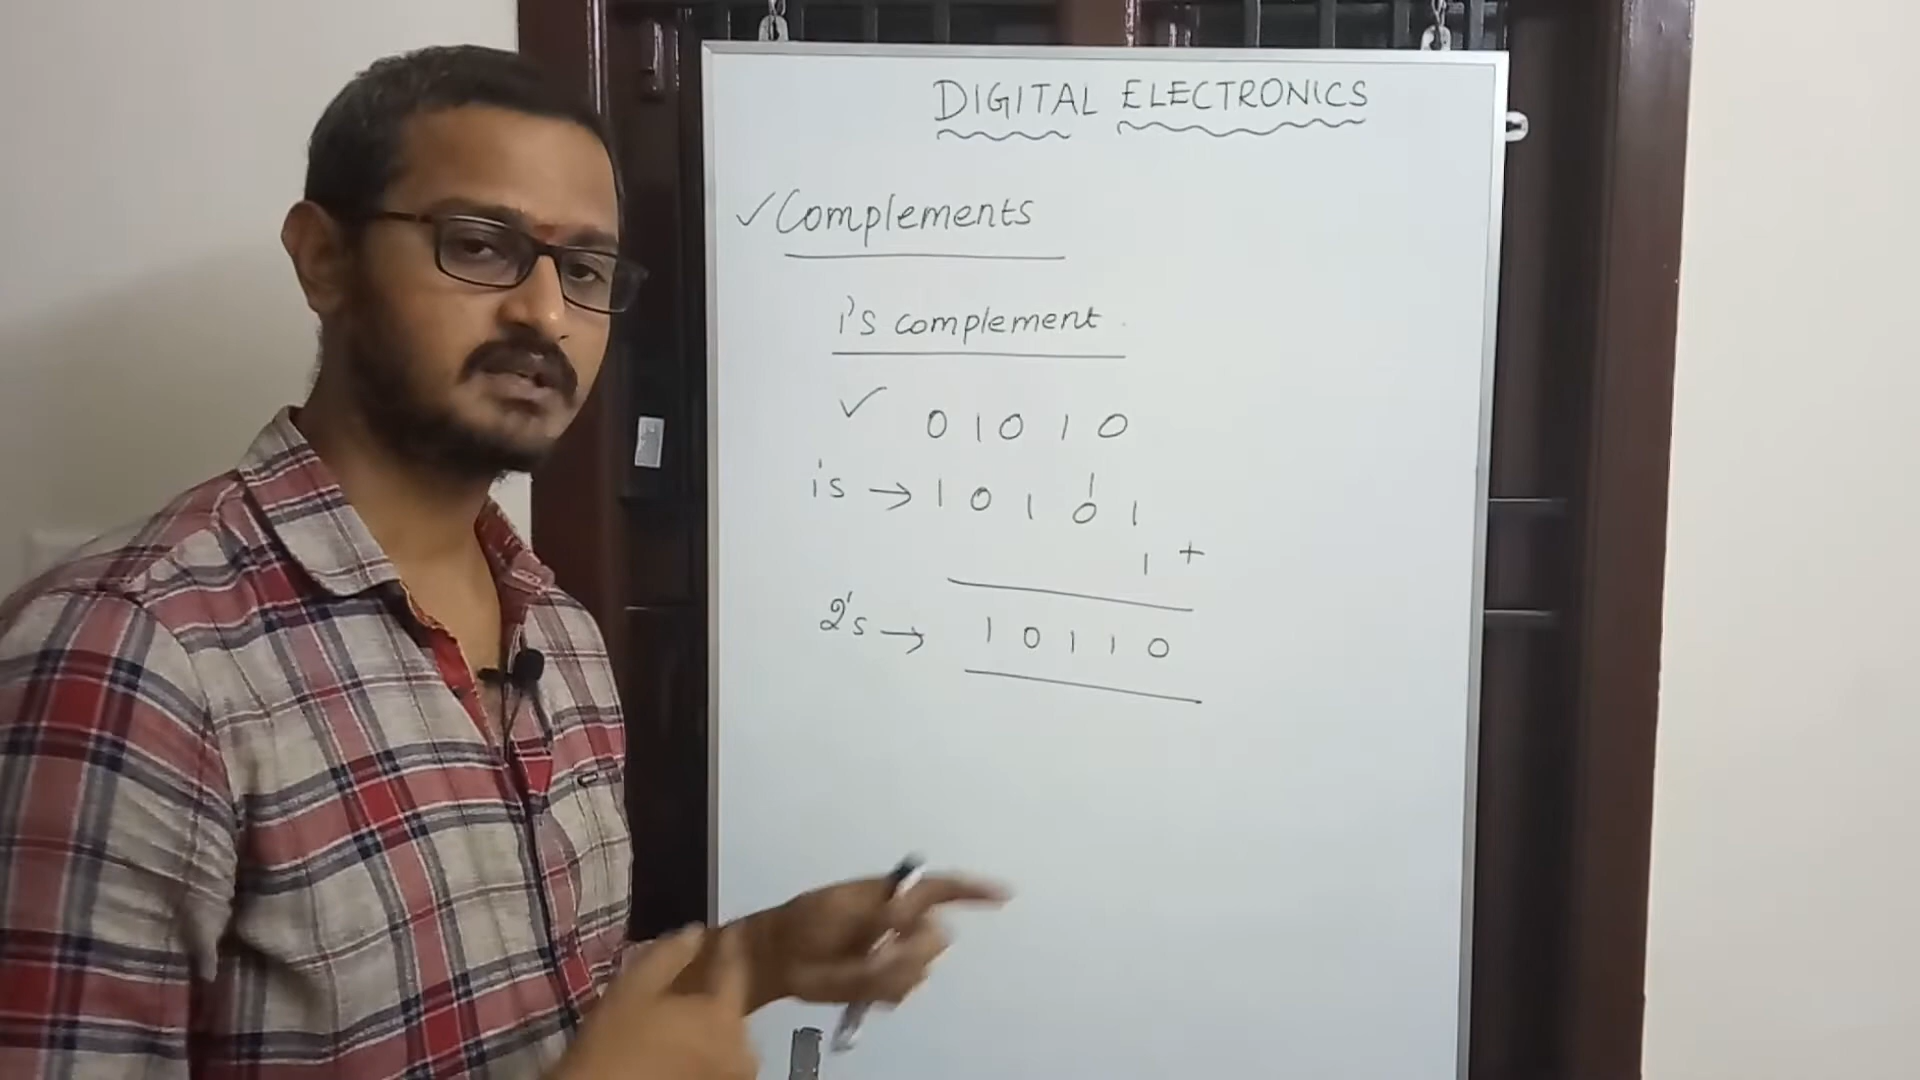 DIGITAL ELECTRONICS
✓Complements
1's complement
✓ 0 1 0 1 0
1
1s → 1 0 1 0 1
1 +
2's → 1 0 1 1 0